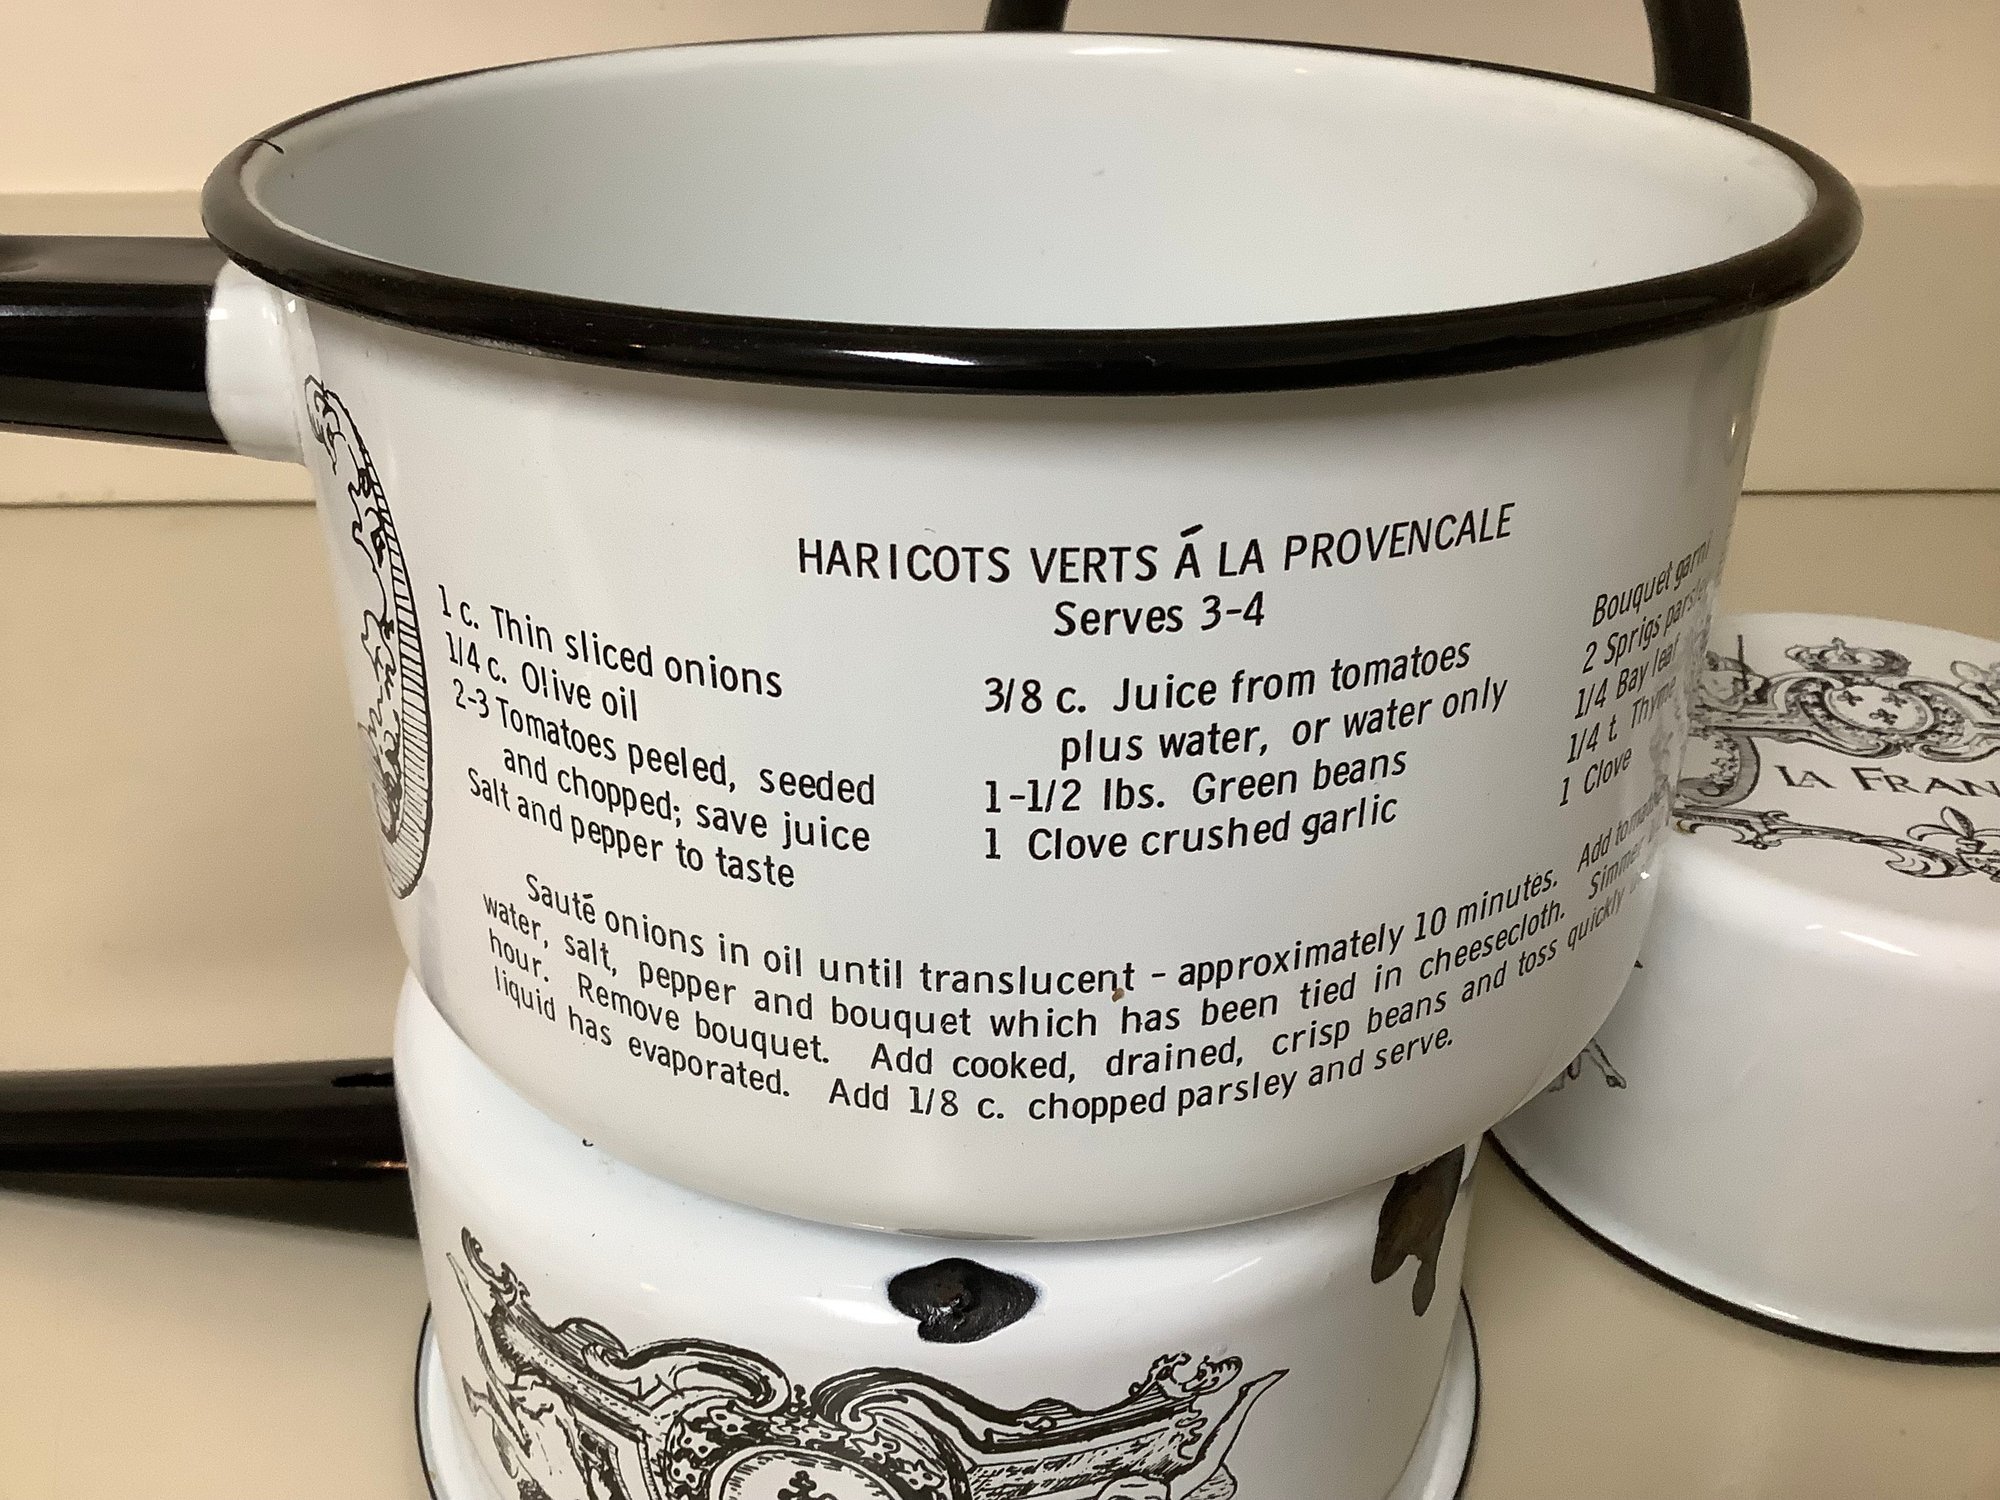 HARICOTS VERTS Á LA PROVENCALE
Serves 3-4
1 c. Thin sliced onions
1/4 c. Olive oil
2-3 Tomatoes peeled, seeded
and chopped; save juice
Salt and pepper to taste
3/8 c. Juice from tomatoes
plus water, or water only
1-1/2 lbs. Green beans
1 Clove crushed garlic
Bouquet garni
2 Sprigs parsley
1/4 Bay leaf
1/4 t. Thyme
1 Clove
Sauté onions in oil until translucent - approximately 10 minutes. Add
water, salt, pepper and bouquet which has been tied in cheesecloth. Simmer
hour. Remove bouquet. Add cooked, drained, crisp beans and toss quickly
liquid has evaporated. Add 1/8 c. chopped parsley and serve.
LA FRAN